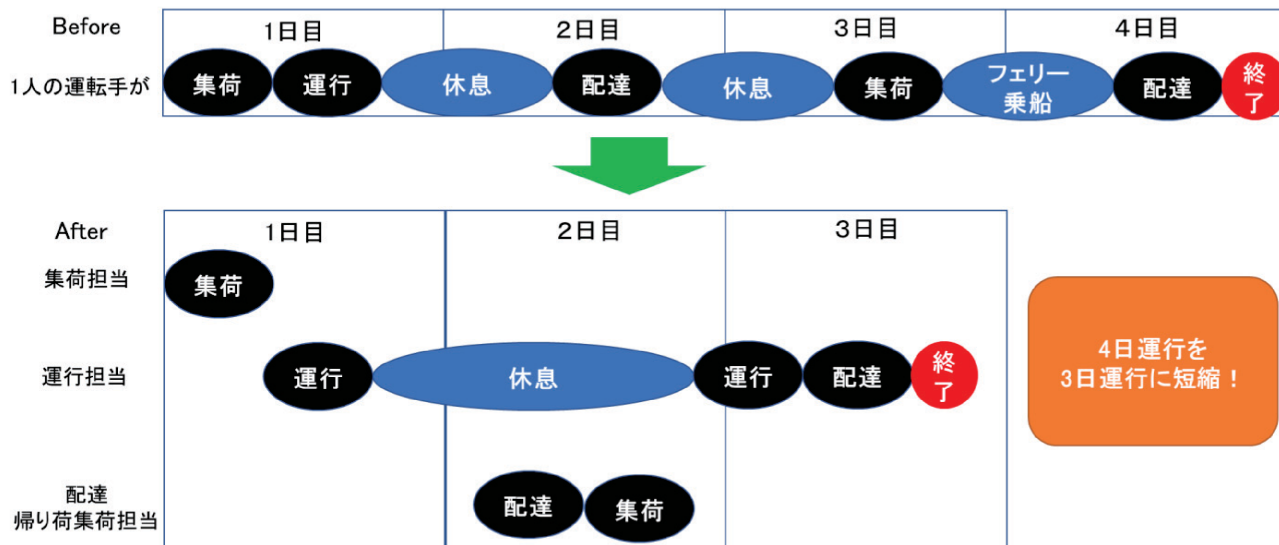 Before
1日目
2日目
3日目
4日目
1人の運転手が
集荷
運行
休息
配達
休息
集荷
フェリー
乗船
配達
終
了
After
1日目
2日目
3日目
集荷担当
集荷
運行担当
運行
休息
運行
配達
終
了
4日運行を
3日運行に短縮！
配達
帰り荷集荷担当
配達
集荷